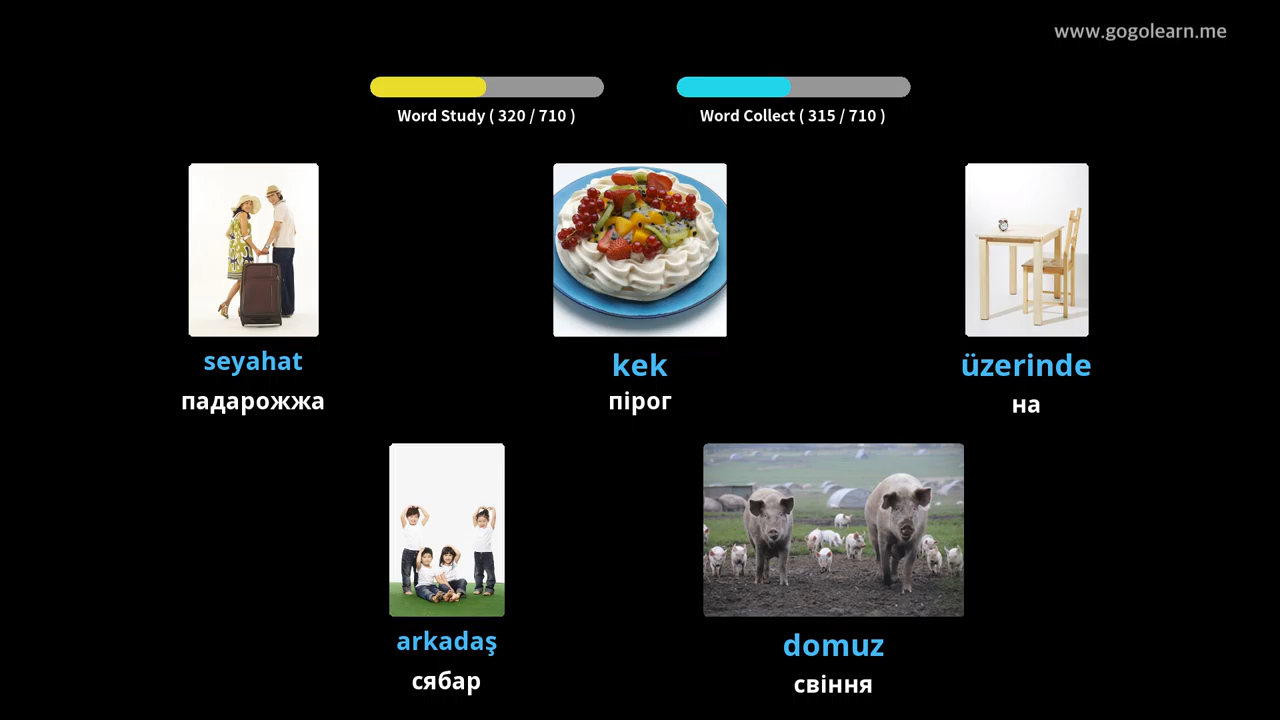 www.gogolearn.me
Word Study ( 320 / 710 )
Word Collect ( 315 / 710 )
seyahat
падарожжа
kek
пірог
üzerinde
на
arkadaş
сябар
domuz
свіння